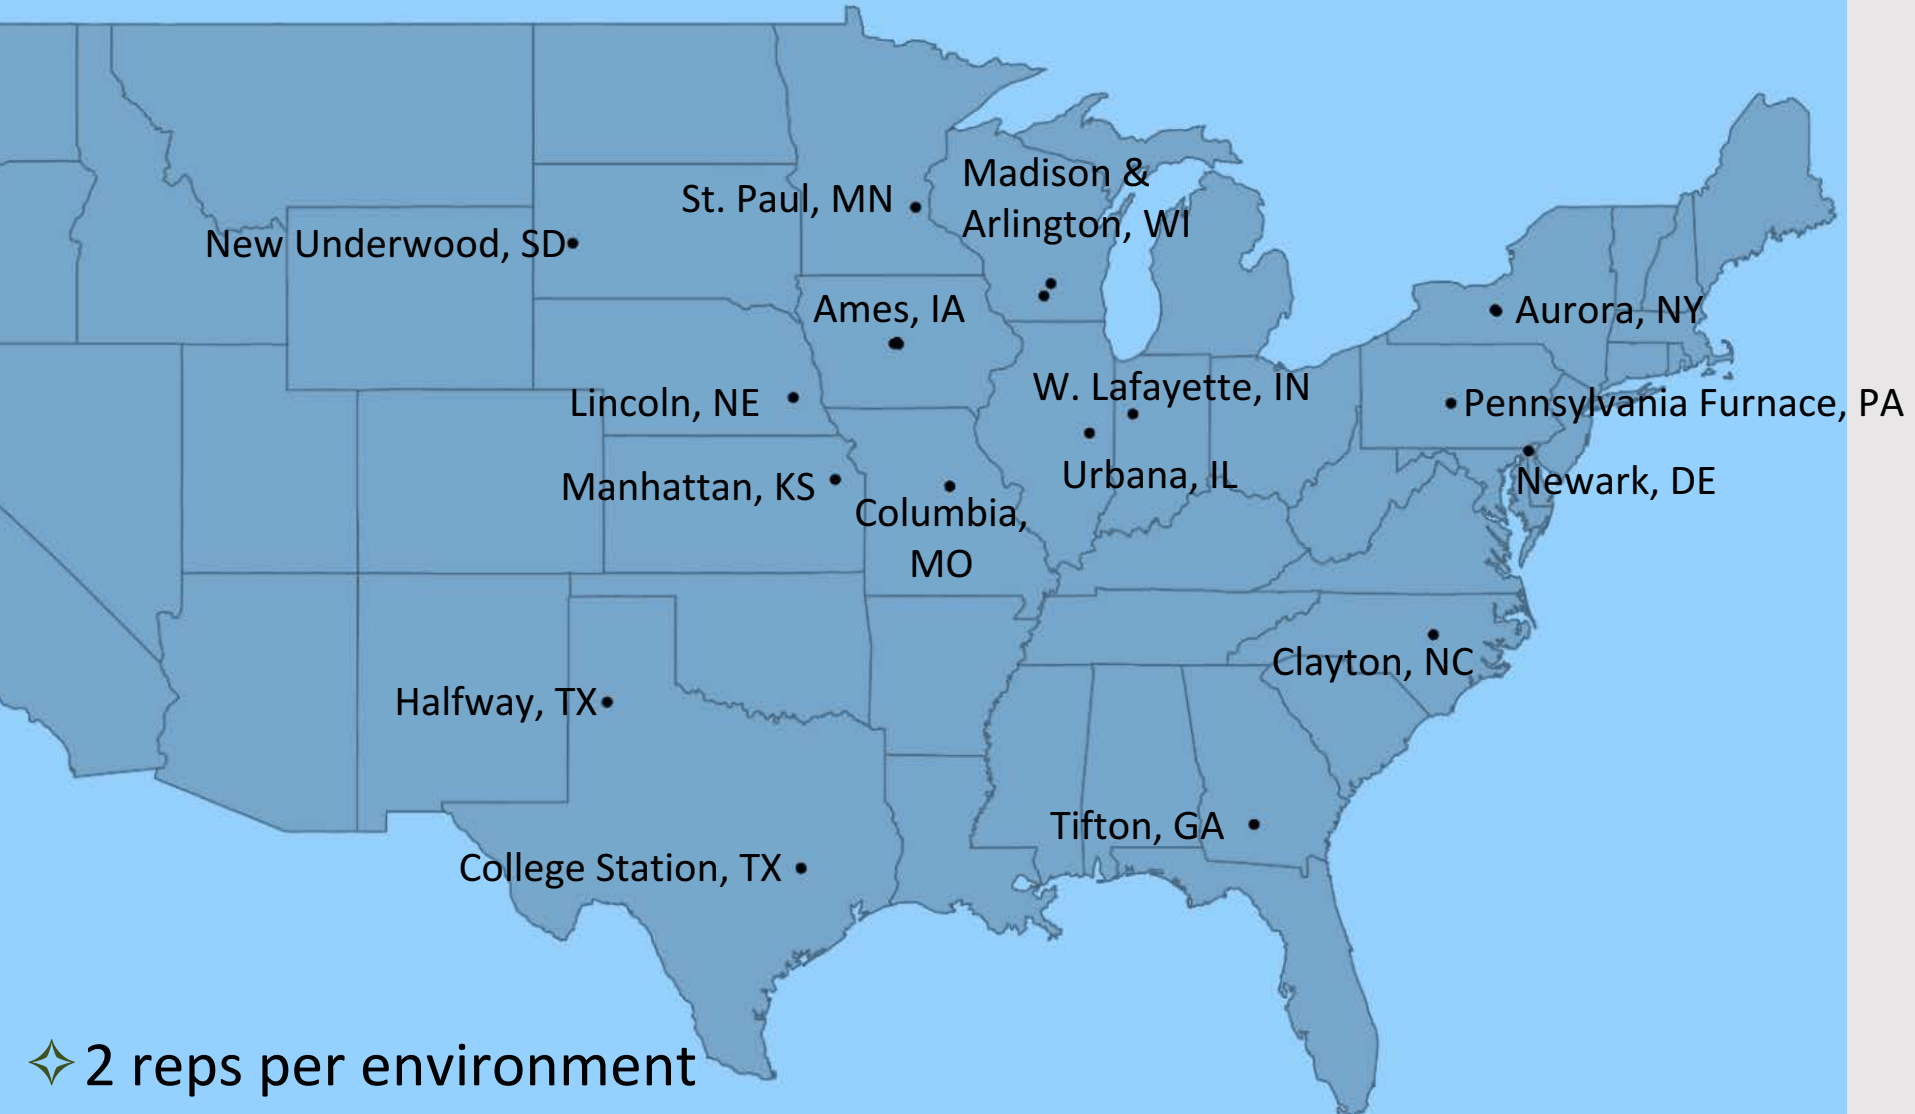 Madison &
Arlington, WI
St. Paul, MN
New Underwood, SD
Ames, IA
Aurora, NY
Lincoln, NE
W. Lafayette, IN
Pennsylvania Furnace, PA
Manhattan, KS
Urbana, IL
Newark, DE
Columbia,
MO
Clayton, NC
Halfway, TX
Tifton, GA
College Station, TX
2 reps per environment